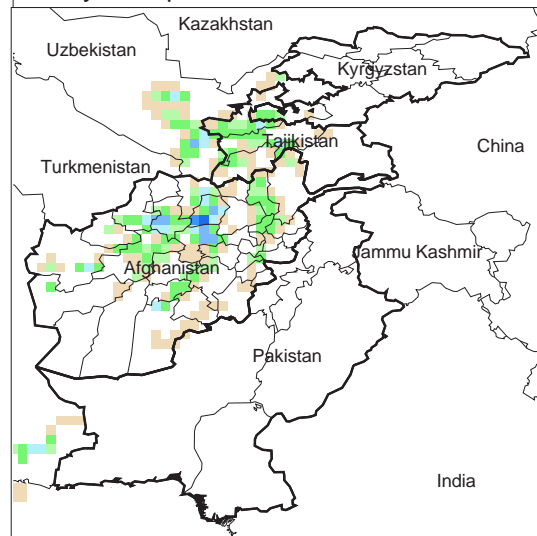 Kazakhstan
Uzbekistan
Kyrgyzstan
Tajikistan
China
Turkmenistan
Jammu Kashmir
Afghanistan
Pakistan
India